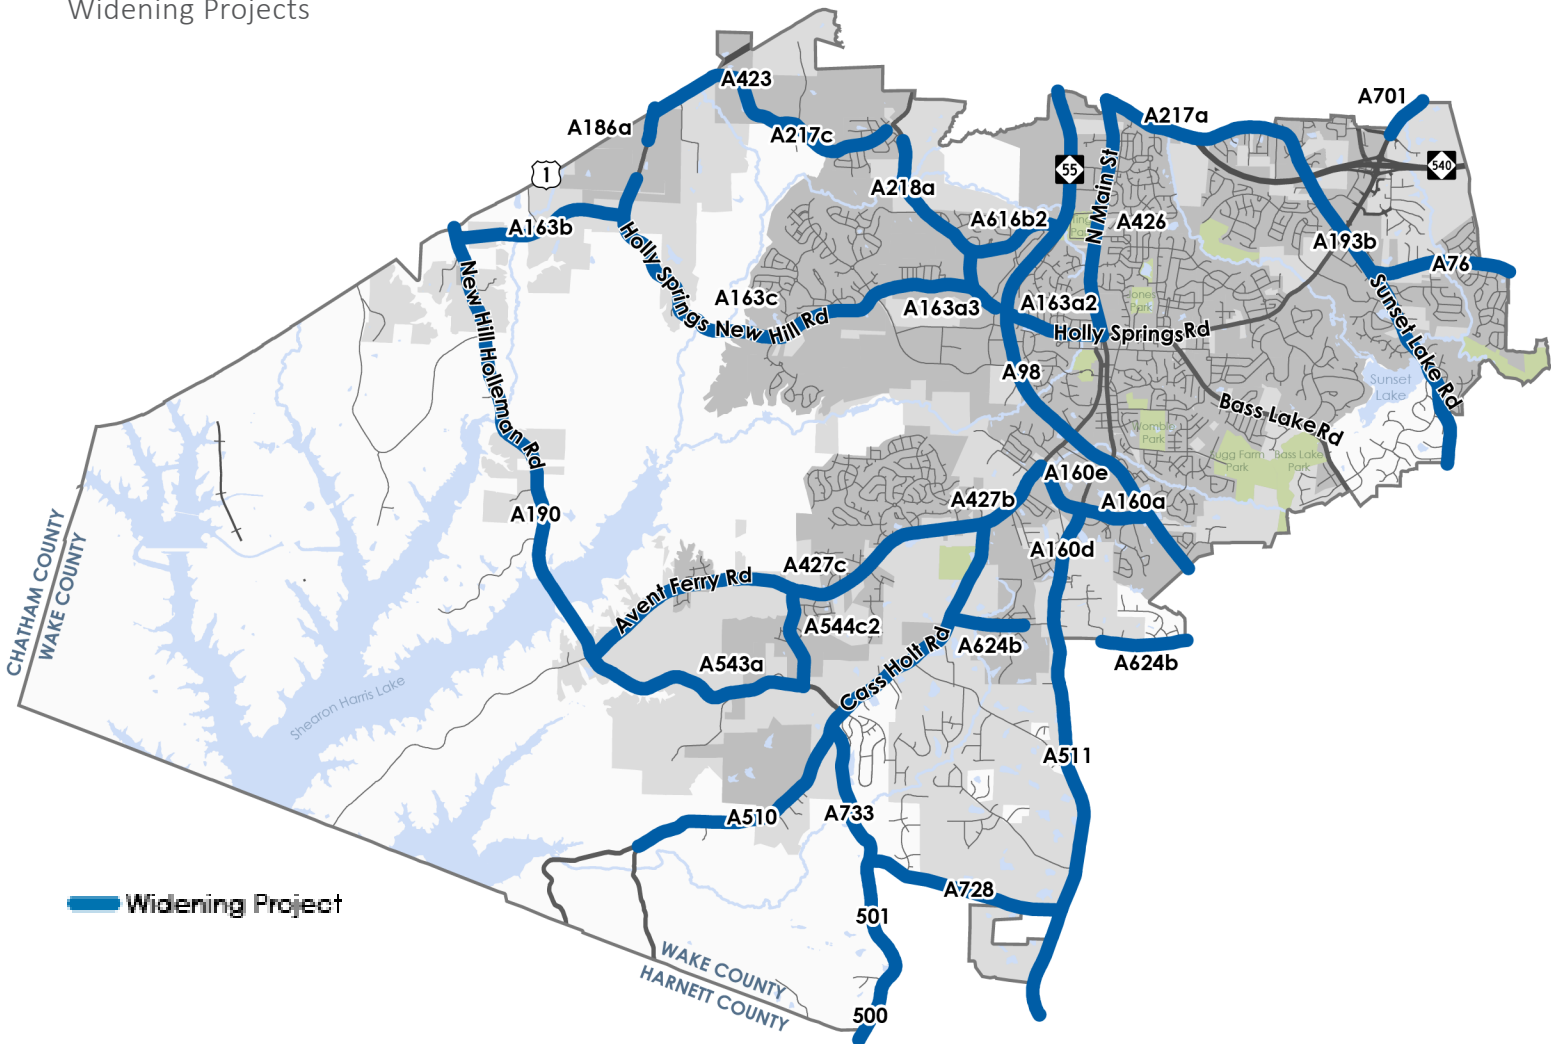 Widening Projects
A423
A701
A217a
A186a
A217c
540
1
55
A218a
N Main St
A616b2
A426
A163b
A193b
A76
Holly Springs New Hill Rd
New Hill Holleman Rd
A163c
A163a3
A163a2
Holly Springs Rd
Sunset Lake Rd
A98
Sunset
Lake
Bass Lake Rd
Park
Bass Lake
Park
A160e
A427b
A160a
A190
A160d
CHATHAM COUNTY
WAKE COUNTY
A427c
Avent Ferry Rd
A544c2
A624b
A624b
A543a
Cass Holt Rd
Shearon Harris Lake
A511
A510
A733
A728
Widening Project
501
WAKE COUNTY
HARNETT COUNTY
500